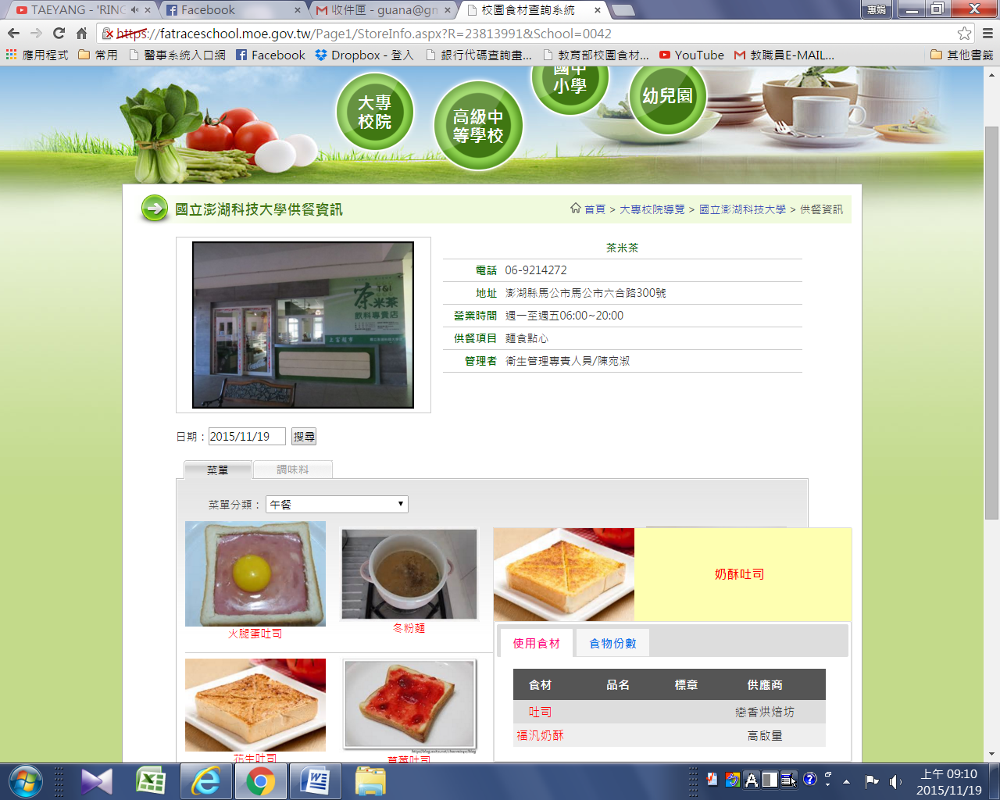 TAEYANG - 'RING
Facebook
收件匣 - guana@gm
校園食材查詢系統
惠娟
https://fatraceschool.moe.gov.tw/Page1/StoreInfo.aspx?R=23813991&School=0042
應用程式
常用
醫事系統入口網
Facebook
Dropbox - 登入
銀行代碼查詢畫...
教育部校園食材...
YouTube
教職員E-MAIL...
其他書籤
大專
校院
高級中
等學校
國中
小學
幼兒園
國立澎湖科技大學供餐資訊
首頁 > 大專校院導覽 > 國立澎湖科技大學 > 供餐資訊
茶米茶
飲料專賣店
茶米茶
電話 06-9214272
地址 澎湖縣馬公市馬公市六合路300號
營業時間 週一至週五06:00~20:00
供餐項目 麵食點心
管理者 衛生管理專責人員/陳宛淑
日期：2015/11/19 搜尋
菜單 調味料
菜單分類： 午餐
火腿蛋吐司
冬粉麵
奶酥吐司
使用食材 食物份數
食材 品名 標章 供應商
吐司 戀香烘焙坊
福汎奶酥 高啟量
花生吐司
草莓吐司
上午 09:10
2015/11/19